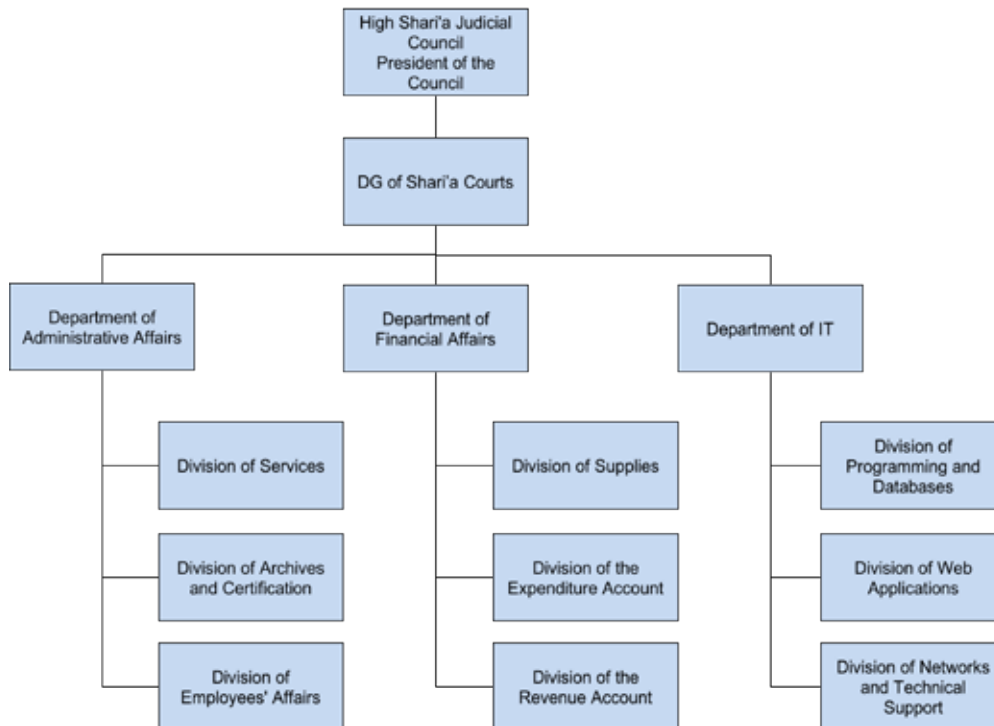 High Shari'a Judicial
Council
President of the
Council
DG of Shari'a Courts
Department of
Administrative Affairs
Department of
Financial Affairs
Department of IT
Division of Services
Division of Supplies
Division of
Programming and
Databases
Division of Archives
and Certification
Division of the
Expenditure Account
Division of Web
Applications
Division of
Employees' Affairs
Division of the
Revenue Account
Division of Networks
and Technical
Support